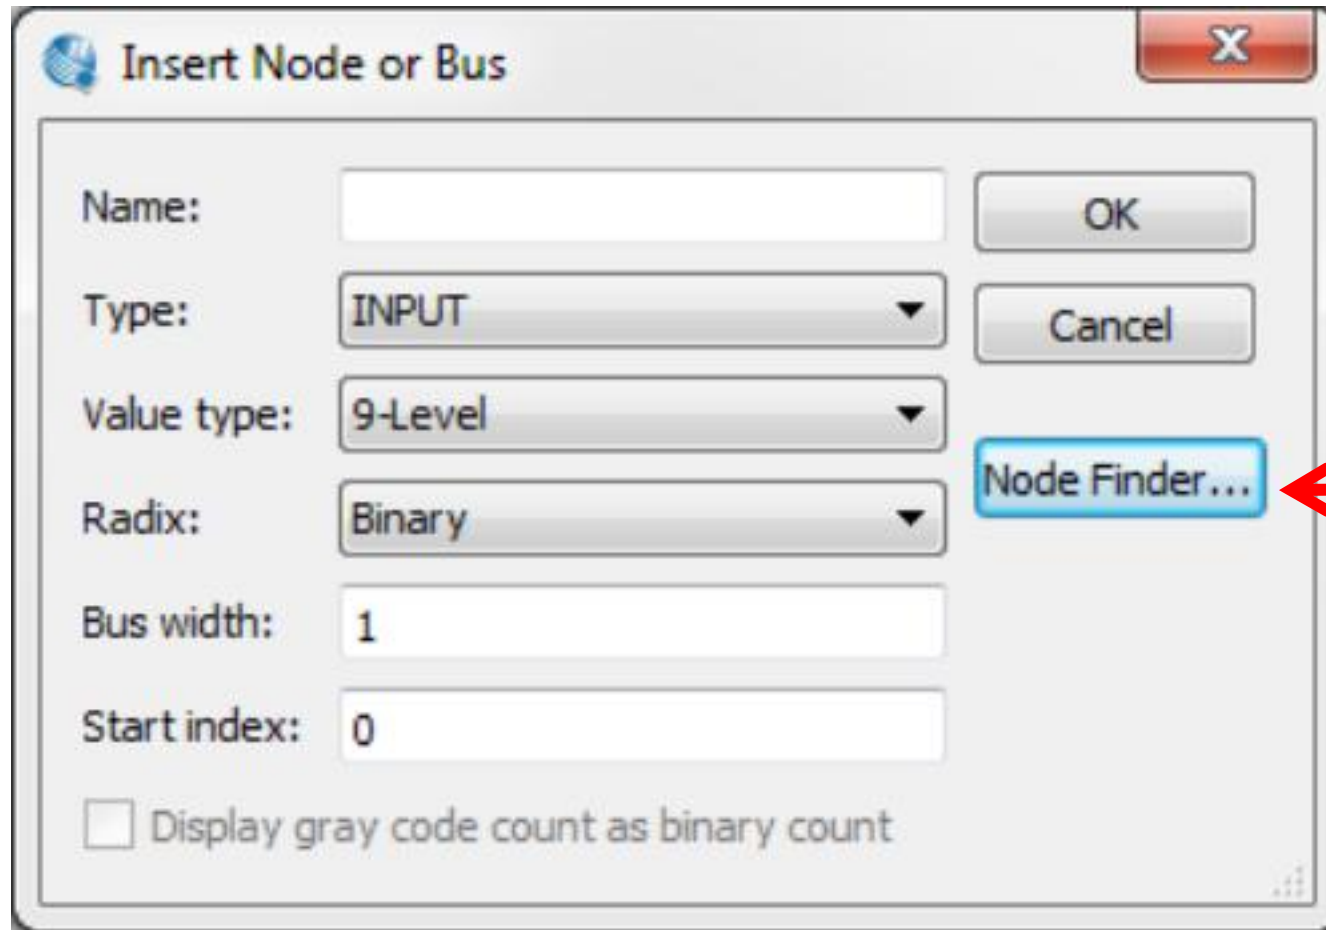 Insert Node or Bus
Name:
OK
Type:
INPUT
Cancel
Value type:
9-Level
Node Finder...
Radix:
Binary
Bus width:
1
Start index:
0
Display gray code count as binary count